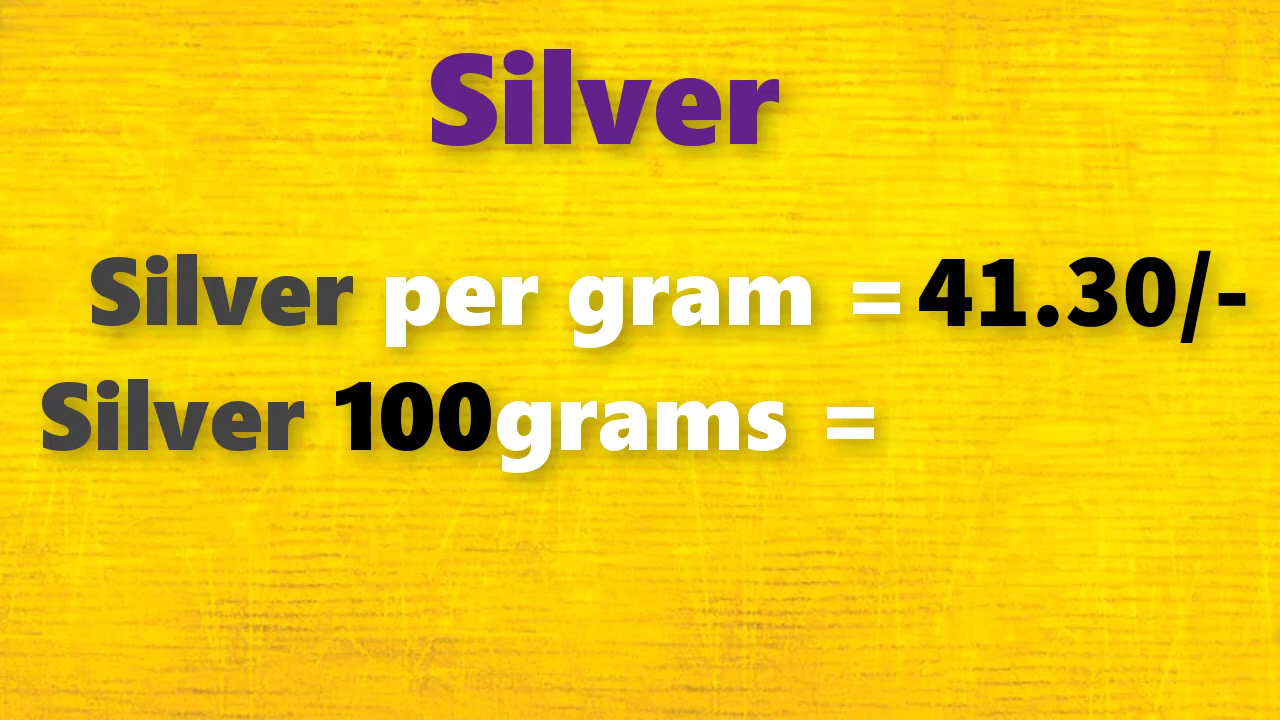 Silver
Silver per gram = 41.30/-
Silver 100grams =